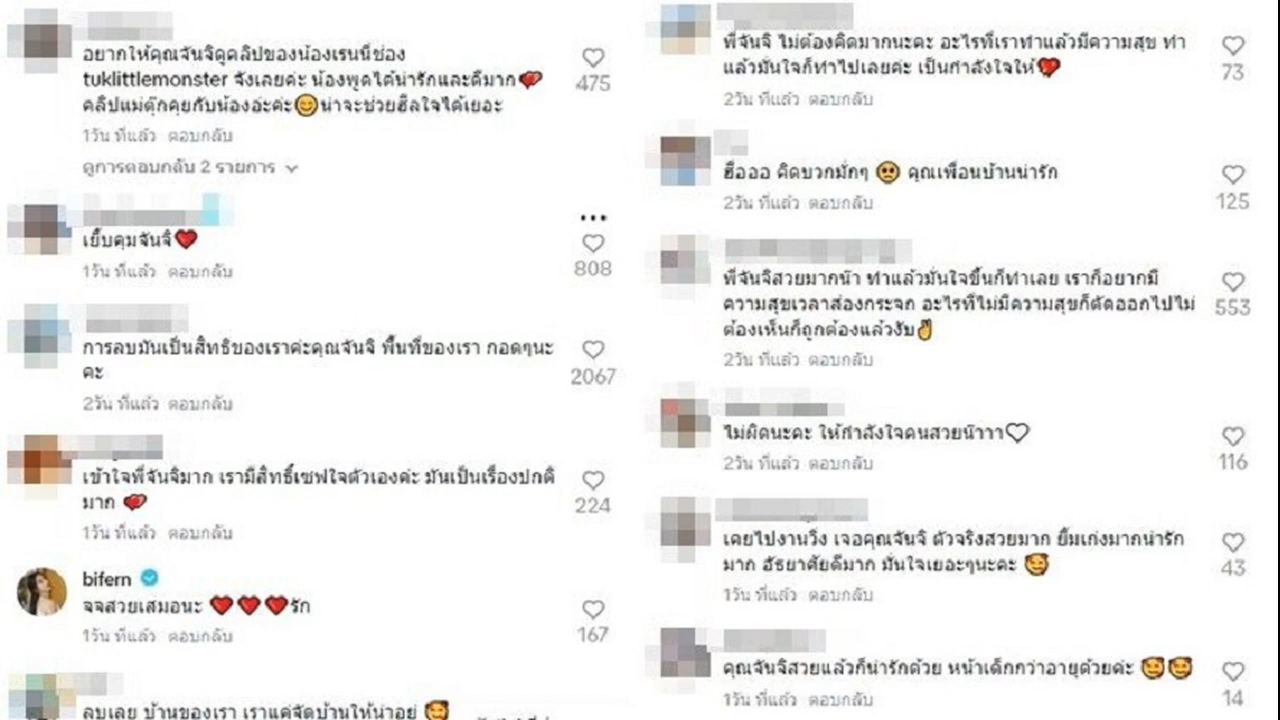 อยากให้คุณจันจิดูคลิปของน้องเรนนี่ช่อง
tuklittlemonster จังเลยค่ะ น้องพูดได้น่ารักและดีมาก💕
คลิปแม่ตุ๊กคุยกับน้องอ่ะค่ะ😊น่าจะช่วยฮีลใจได้เยอะ
475
1วัน ที่แล้ว ตอบกลับ
ดูการตอบกลับ 2 รายการ
เยิ้บคุมจันจิ❤️
808
1วัน ที่แล้ว ตอบกลับ
การลบมันเป็นสิทธิของเราค่ะคุณจันจิ พื้นที่ของเรา กอดๆนะ
คะ
2067
2วัน ที่แล้ว ตอบกลับ
เข้าใจพี่จันจิมาก เรามีสิทธิ์เซฟใจตัวเองค่ะ มันเป็นเรื่องปกติ
มาก 💕
224
1วัน ที่แล้ว ตอบกลับ
bifern
จจสวยเสมอนะ ❤️❤️❤️รัก
167
1วัน ที่แล้ว ตอบกลับ
ลบเลย บ้านของเรา เราแค่จัดบ้านให้น่าอยู่ 🥰
พี่จันจิ ไม่ต้องคิดมากนะคะ อะไรที่เราทำแล้วมีความสุข ทำ
แล้วมั่นใจก็ทำไปเลยค่ะ เป็นกำลังใจให้❤️
73
2วัน ที่แล้ว ตอบกลับ
ฮือออ คิดบวกมั่กๆ 🥺 คุณเพื่อนบ้านน่ารัก
125
2วัน ที่แล้ว ตอบกลับ
พี่จันจิสวยมากน้า ทำแล้วมั่นใจขึ้นก็ทำเลย เราก็อยากมี
ความสุขเวลาส่องกระจก อะไรที่ไม่มีความสุขก็ตัดออกไปไม่
ต้องเห็นก็ถูกต้องแล้วงับ✌️
553
2วัน ที่แล้ว ตอบกลับ
ไม่ผิดนะคะ ให้กำลังใจคนสวยน๊าาา🤍
116
2วัน ที่แล้ว ตอบกลับ
เคยไปงานวิ่ง เจอคุณจันจิ ตัวจริงสวยมาก ยิ้มเก่งมากน่ารัก
มาก อัธยาศัยดีมาก มั่นใจเยอะๆนะคะ 🥰
43
1วัน ที่แล้ว ตอบกลับ
คุณจันจิสวยแล้วก็น่ารักด้วย หน้าเด็กกว่าอายุด้วยค่ะ 🥰🥰
14
1วัน ที่แล้ว ตอบกลับ